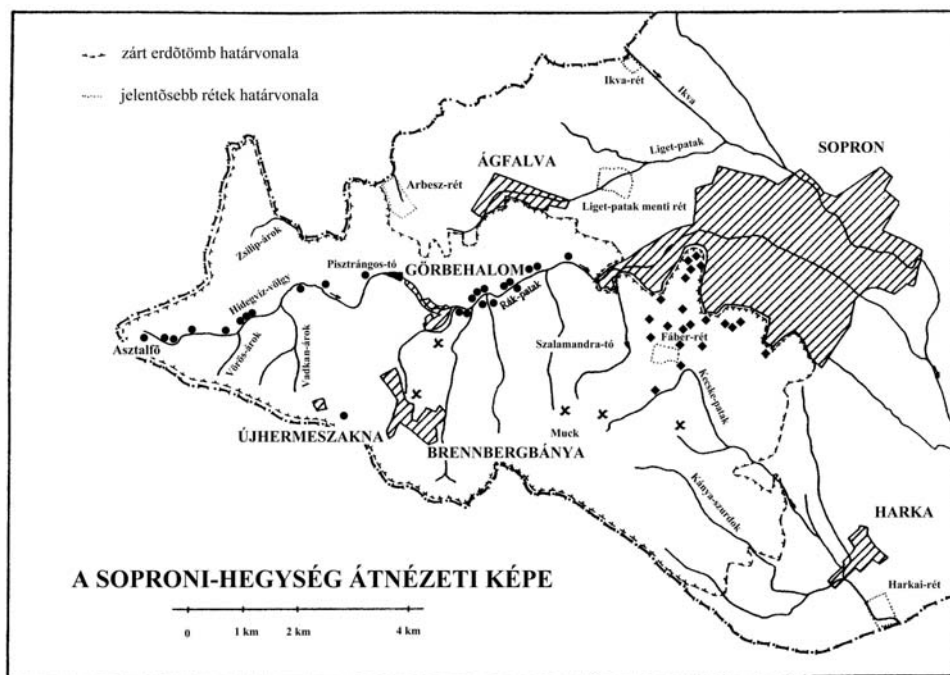 zárt erdõtömb határvonala
jelentõsebb rétek határvonala
Ikva-rét
Ikva
Liget-patak
SOPRON
ÁGFALVA
Arbesz-rét
Liget-patak menti rét
Zsilip-árok
Pisztrángos-tó
GÖRBEHALOM
Hidegvíz-völgy
Rák-patak
Asztalfő
Vörös-árok
Vadkan-árok
Szalamandra-tó
Fáber-rét
Kecske-patak
ÚJHERMESZAKNA
Muck
BRENNBERGBÁNYA
Kánya-szurdok
HARKA
A SOPRONI-HEGYSÉG ÁTNÉZETI KÉPE
Harkai-rét
0 1 km 2 km 4 km